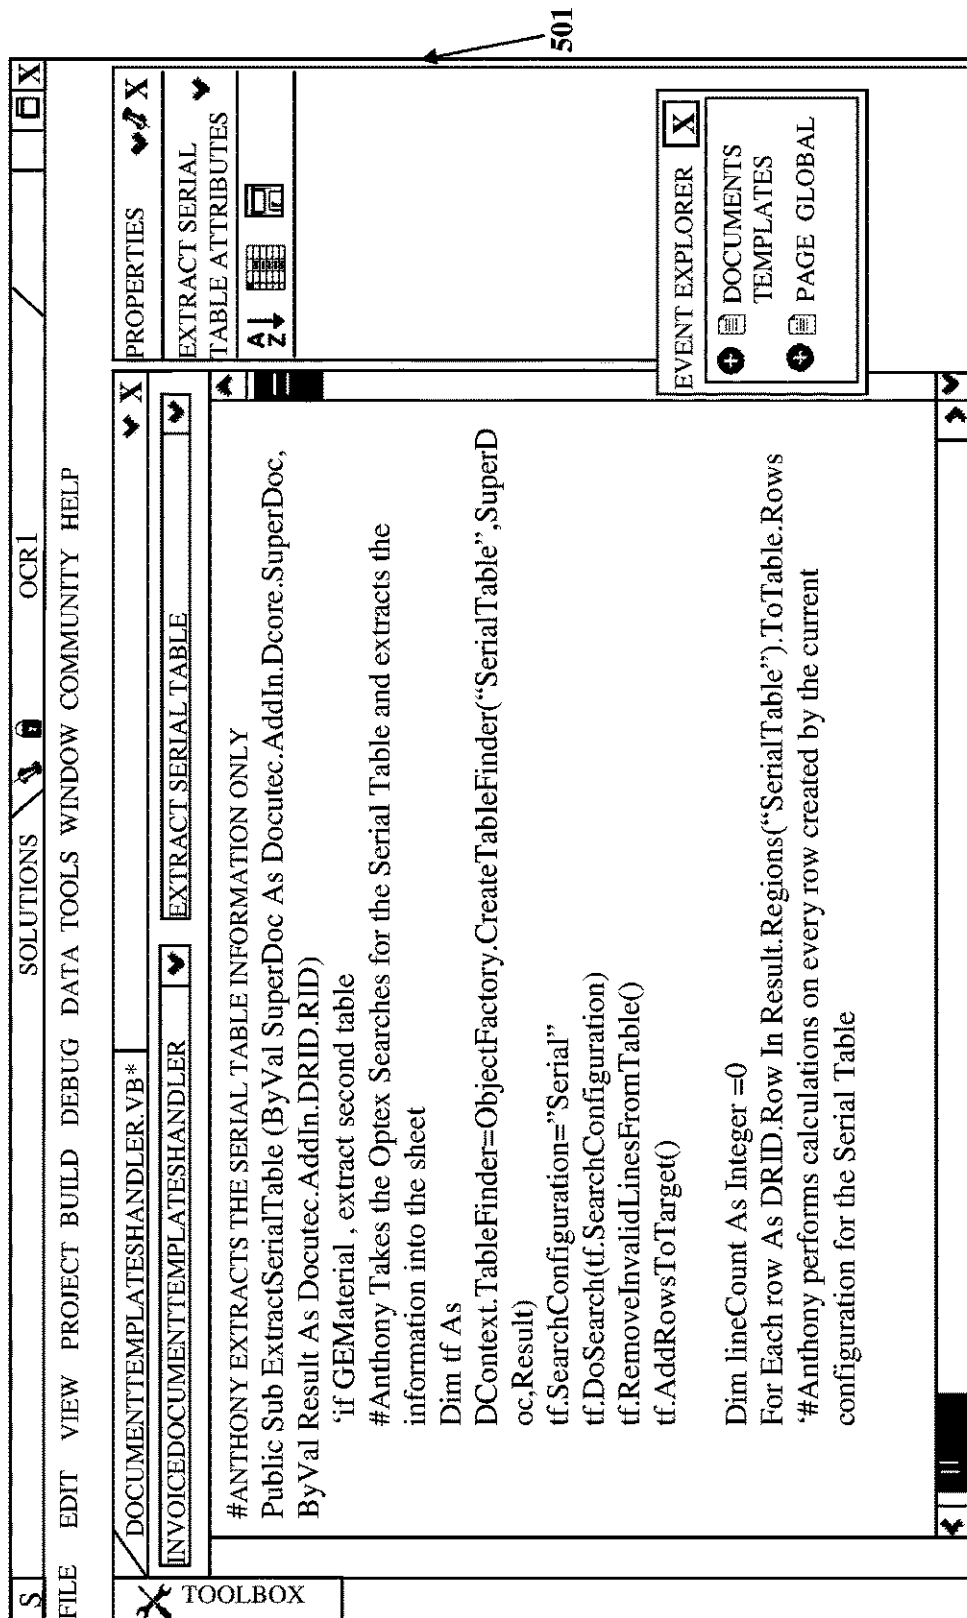 S SOLUTIONS OCR1 X
FILE EDIT VIEW PROJECT BUILD DEBUG DATA TOOLS WINDOW COMMUNITY HELP
TOOLBOX
DOCUMENTTEMPLATESHANDLER.VB* X
INVOICEDOCUMENTTEMPLATESHANDLER EXTRACT SERIAL TABLE
#ANTHONY EXTRACTS THE SERIAL TABLE INFORMATION ONLY
Public Sub ExtractSerialTable (ByVal SuperDoc As Docutec.AddIn.Dcore.SuperDoc,
ByVal Result As Docutec.AddIn.DRID.RID)
‘if GEMaterial , extract second table
#Anthony Takes the Optex Searches for the Serial Table and extracts the
information into the sheet
Dim tf As
DContext.TableFinder=ObjectFactory.CreateTableFinder(“SerialTable”,SuperD
oc,Result)
tf.SearchConfiguration=”Serial”
tf.DoSearch(tf.SearchConfiguration)
tf.RemoveInvalidLinesFromTable()
tf.AddRowsToTarget()
Dim lineCount As Integer =0
For Each row As DRID.Row In Result.Regions(“SerialTable”).ToTable.Rows
‘#Anthony performs calculations on every row created by the current
configuration for the Serial Table
PROPERTIES X
EXTRACT SERIAL
TABLE ATTRIBUTES
A
Z
EVENT EXPLORER X
DOCUMENTS
TEMPLATES
PAGE GLOBAL
501